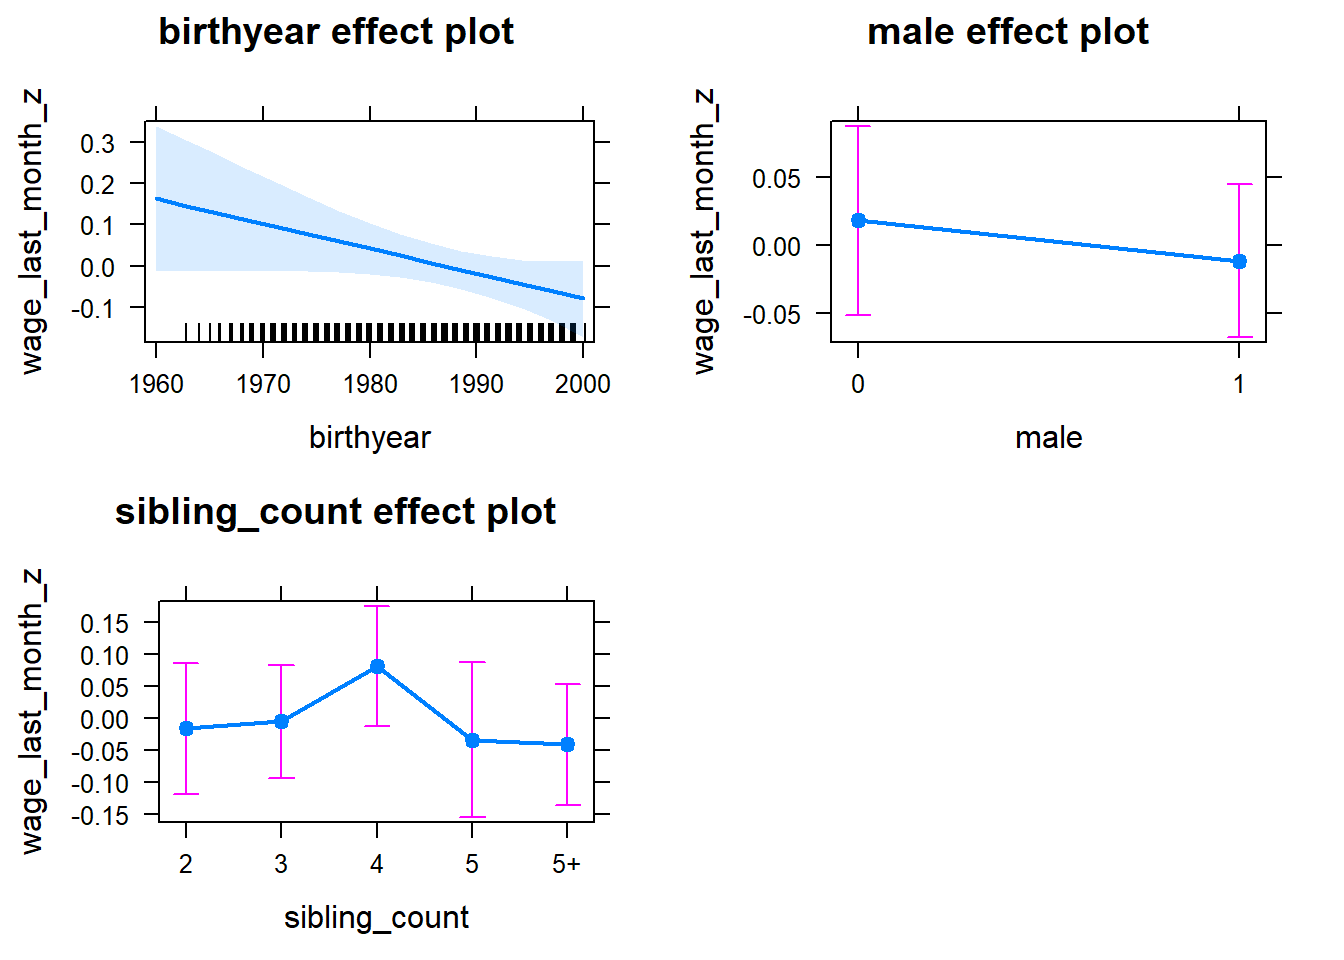 birthyear effect plot
wage_last_month_z
0.3
0.2
0.1
0.0
-0.1
1960 1970 1980 1990 2000
birthyear
male effect plot
wage_last_month_z
0.05
0.00
-0.05
0 1
male
sibling_count effect plot
wage_last_month_z
0.15
0.10
0.05
0.00
-0.05
-0.10
-0.15
2 3 4 5 5+
sibling_count